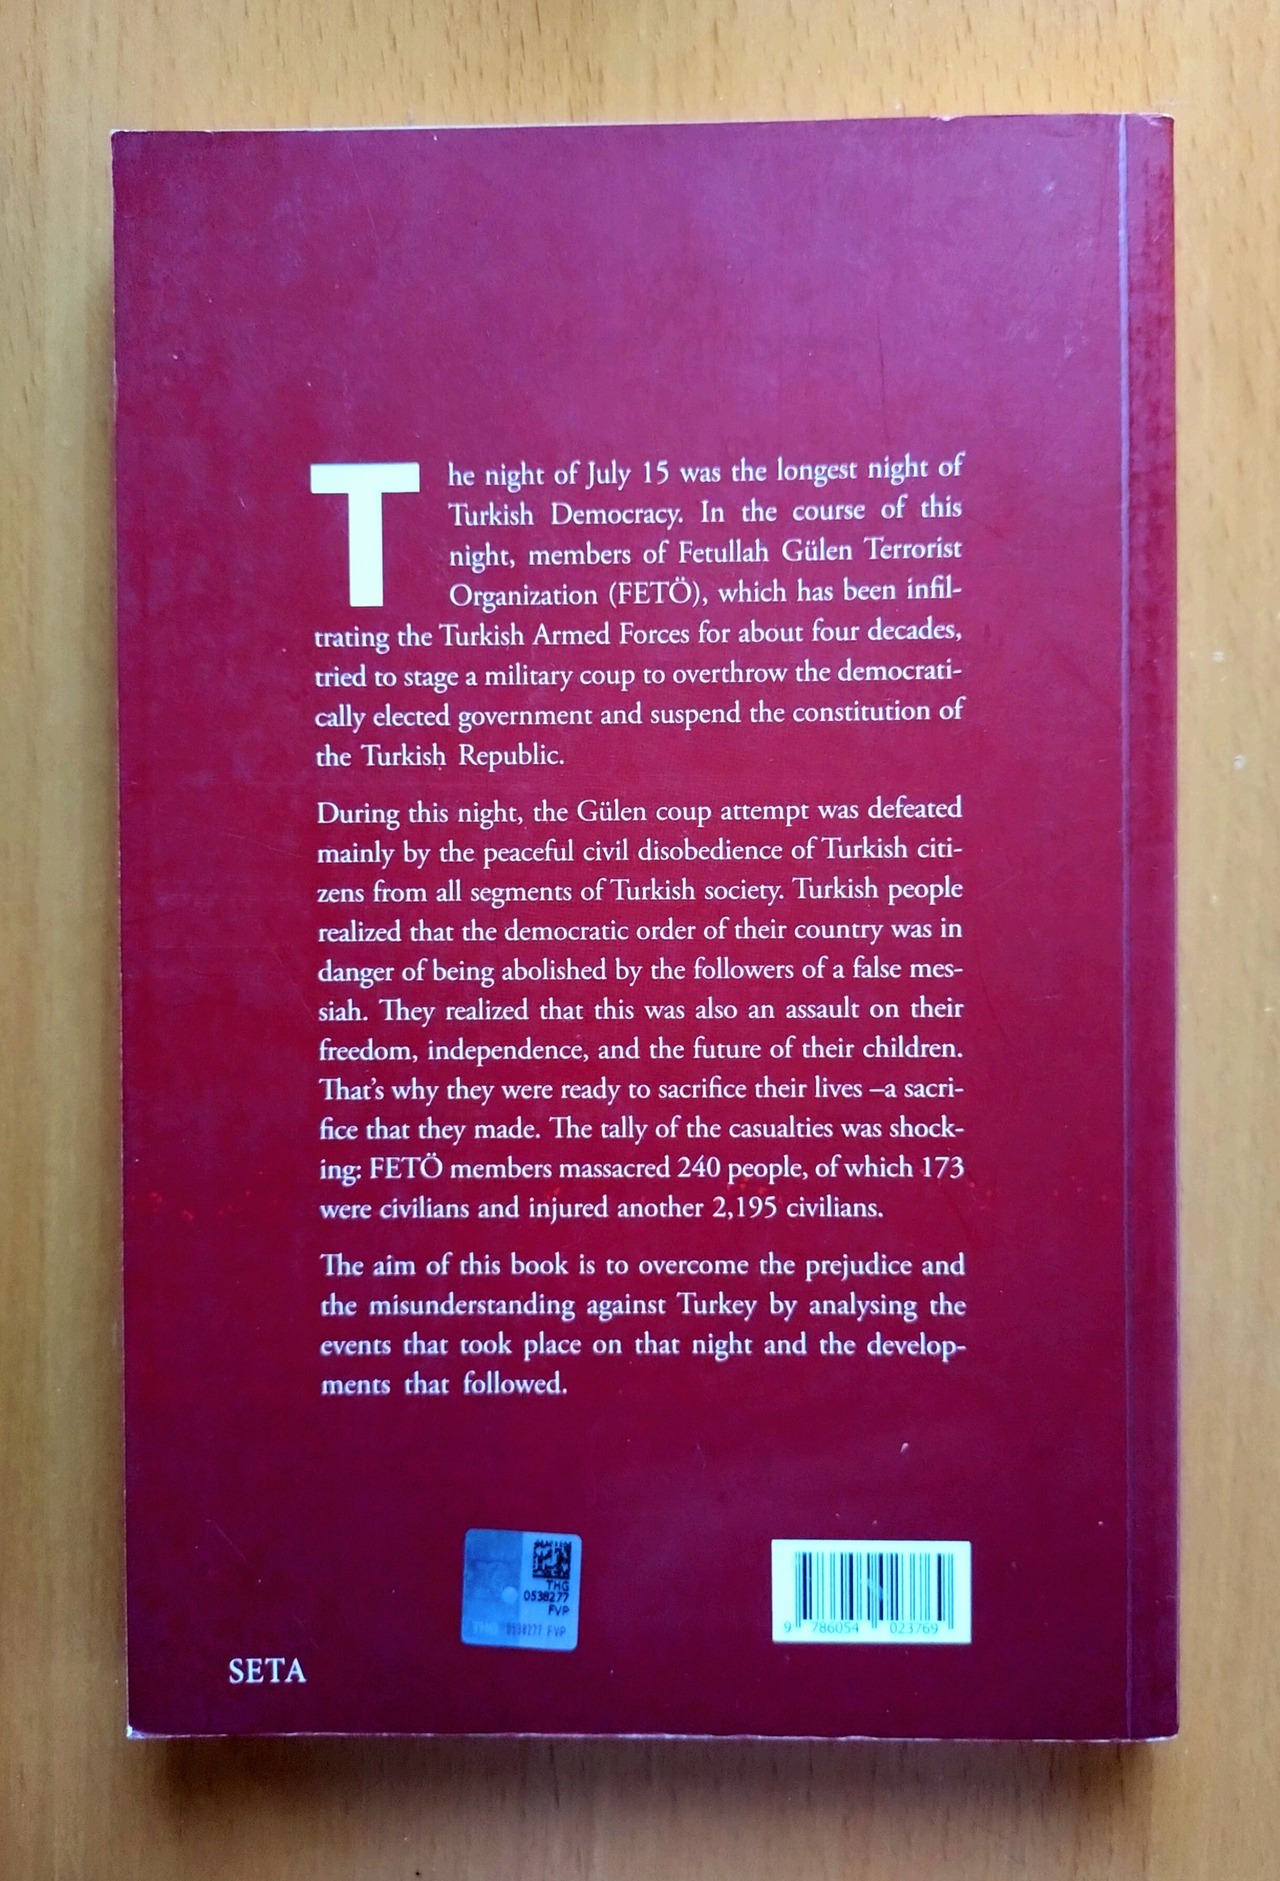 The night of July 15 was the longest night of
Turkish Democracy. In the course of this
night, members of Fetullah Gülen Terrorist
Organization (FETÖ), which has been infil-
trating the Turkish Armed Forces for about four decades,
tried to stage a military coup to overthrow the democrati-
cally elected government and suspend the constitution of
the Turkish Republic.
During this night, the Gülen coup attempt was defeated
mainly by the peaceful civil disobedience of Turkish citi-
zens from all segments of Turkish society. Turkish people
realized that the democratic order of their country was in
danger of being abolished by the followers of a false mes-
siah. They realized that this was also an assault on their
freedom, independence, and the future of their children.
That's why they were ready to sacrifice their lives –a sacri-
fice that they made. The tally of the casualties was shock-
ing: FETÖ members massacred 240 people, of which 173
were civilians and injured another 2,195 civilians.
The aim of this book is to overcome the prejudice and
the misunderstanding against Turkey by analysing the
events that took place on that night and the develop-
ments that followed.
THG
0538277
FVP
THG 0538277 FVP
9 786054 023769
SETA